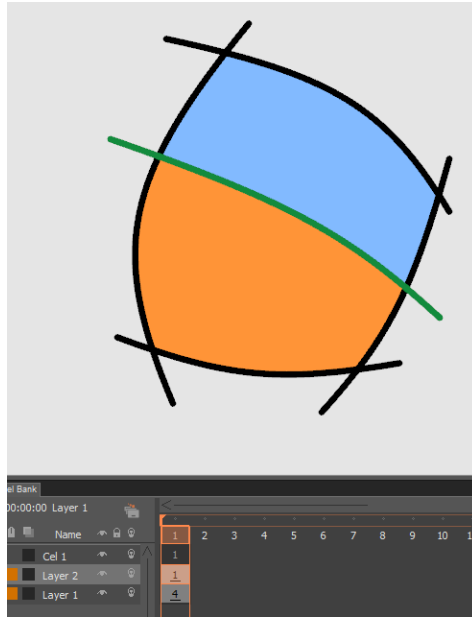 el Bank
00:00:00 Layer 1
Name 1 2 3 4 5 6 7 8 9 10 1
Cel 1 1
Layer 2 1
Layer 1 4